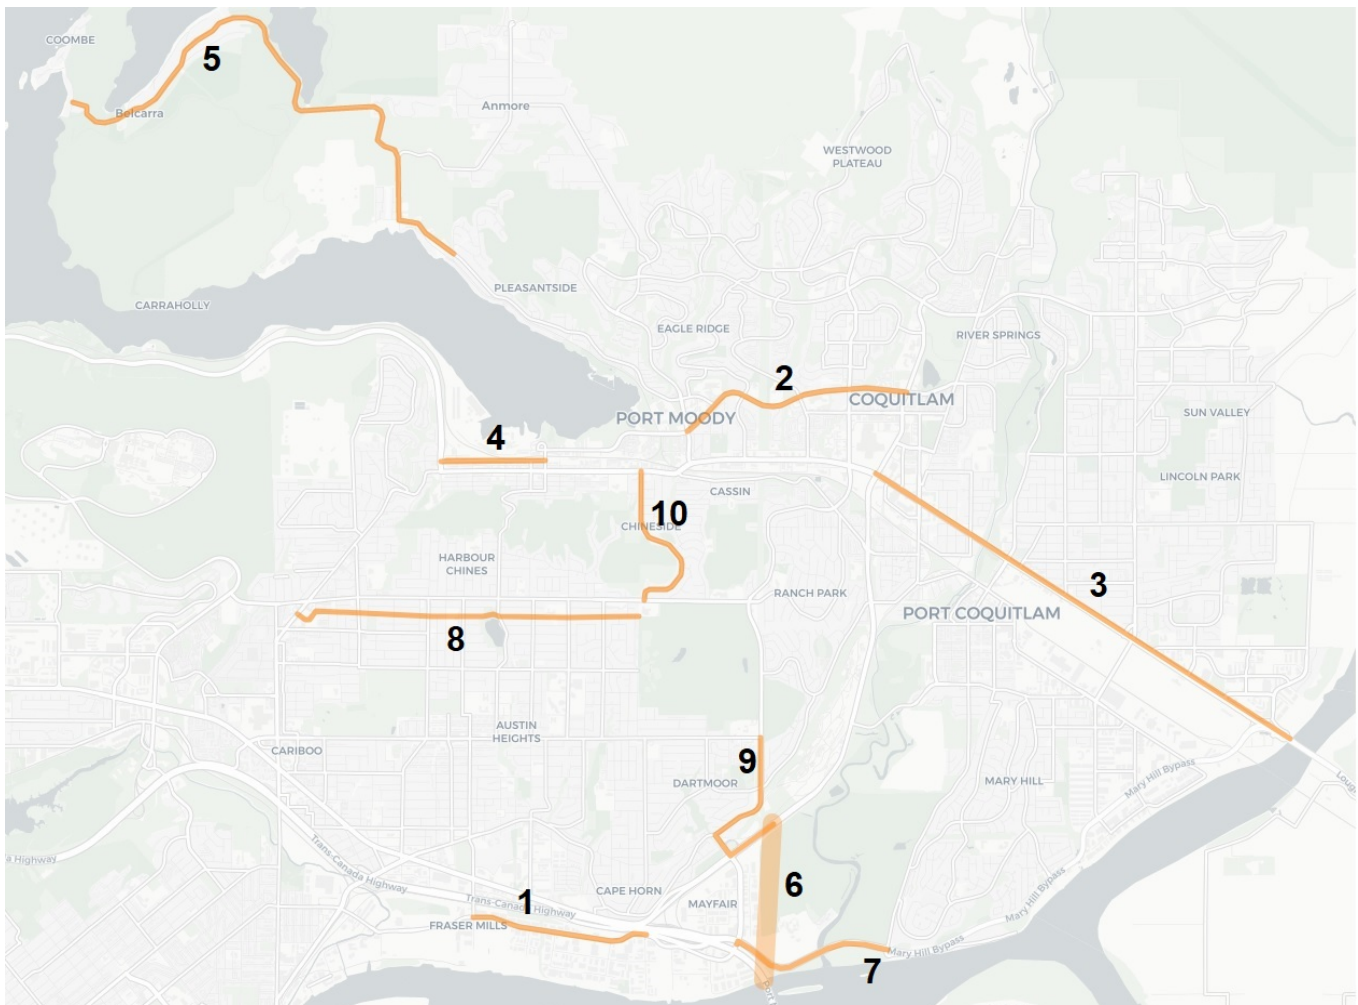 COOMBE
5
Belcarra
Anmore
WESTWOOD
PLATEAU
PLEASANTSIDE
CARRAHOLLY
EAGLE RIDGE
RIVER SPRINGS
2
COQUITLAM
PORT MOODY
SUN VALLEY
4
LINCOLN PARK
CASSIN
10
CHINESIDE
HARBOUR
CHINES
3
RANCH PARK
PORT COQUITLAM
8
AUSTIN
HEIGHTS
CARIBOO
9
DARTMOOR
MARY HILL
Mary Hill Bypass
Trans-Canada Highway
a Highway
6
CAPE HORN
1
Trans-Canada Highway
MAYFAIR
Mary Hill Bypass
FRASER MILLS
Mary Hill Bypass
7